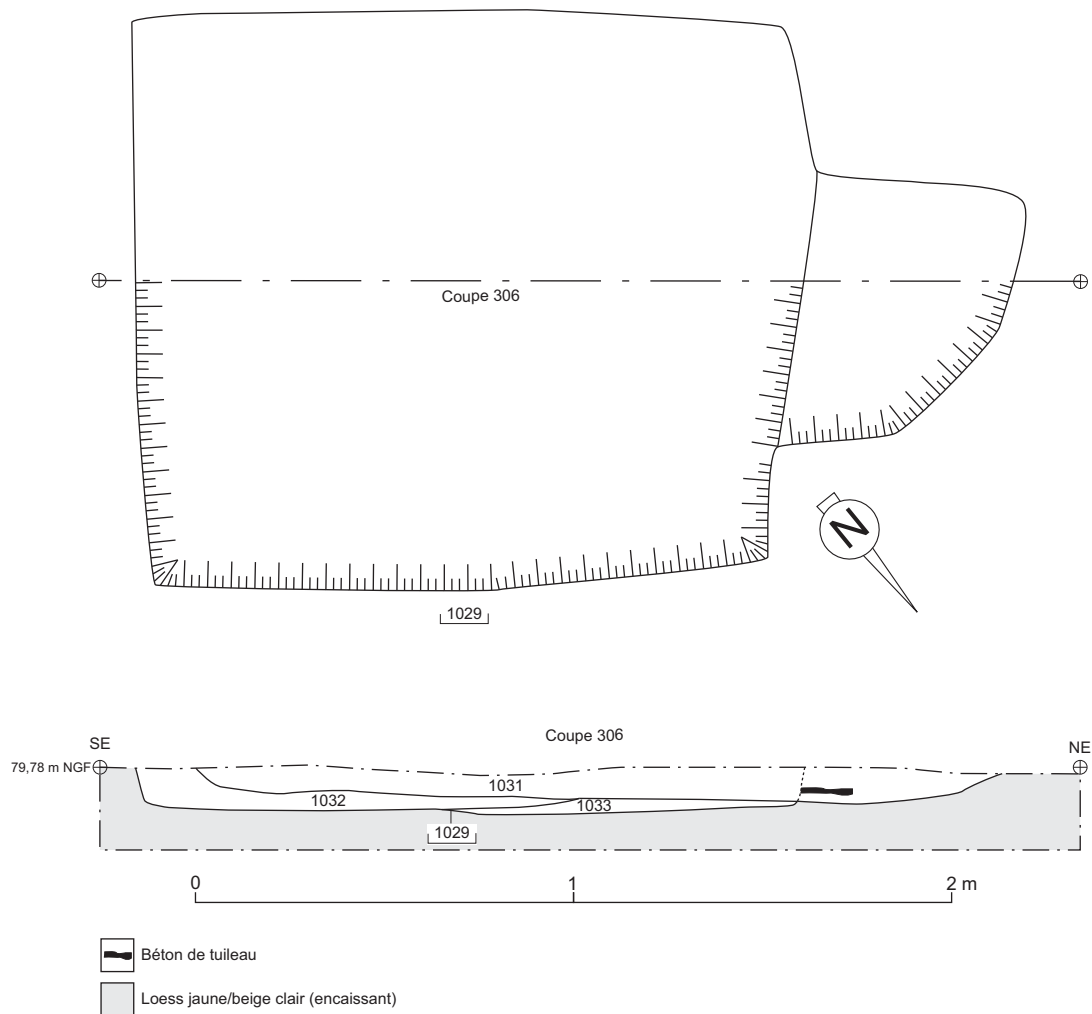 Coupe 306
N
1029
Coupe 306
SE
NE
79,78 m NGF
1031
1032
1033
1029
0 1 2 m
Béton de tuileau
Loess jaune/beige clair (encaissant)